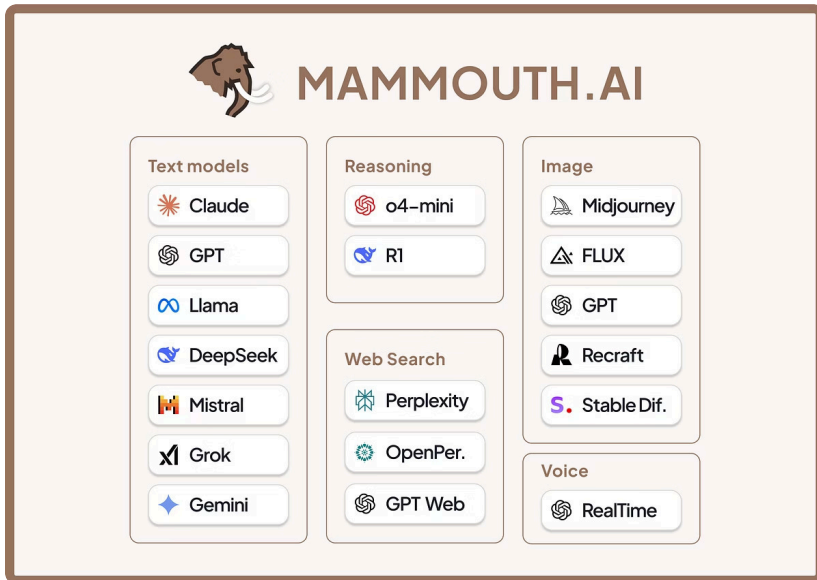 MAMMOUTH.AI
Text models
Claude
GPT
Llama
DeepSeek
Mistral
Grok
Gemini
Reasoning
o4-mini
R1
Web Search
Perplexity
OpenPer.
GPT Web
Image
Midjourney
FLUX
GPT
Recraft
Stable Dif.
Voice
RealTime